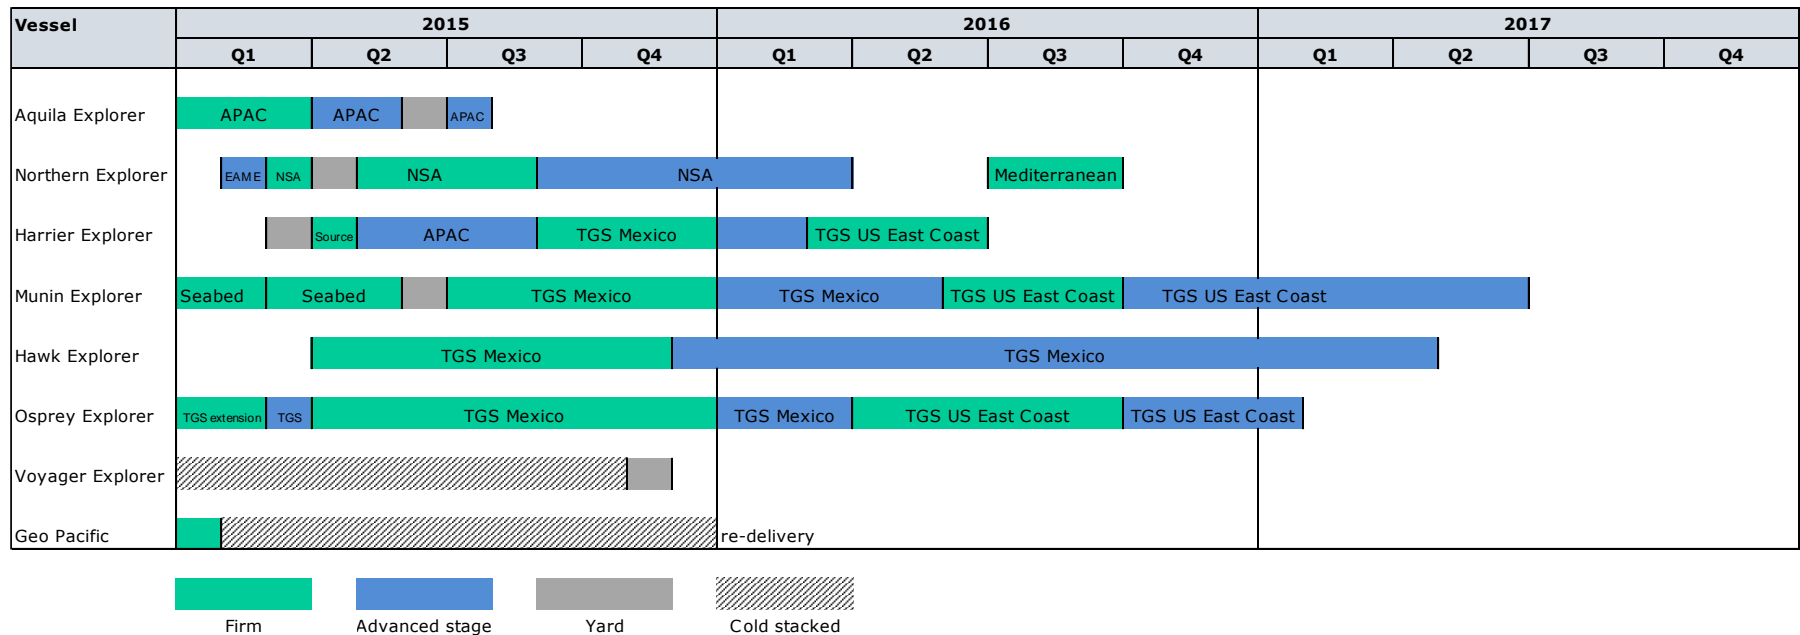 Vessel 2015 2016 2017
Q1 Q2 Q3 Q4 Q1 Q2 Q3 Q4 Q1 Q2 Q3 Q4
Aquila Explorer APAC APAC APAC
Northern Explorer EAME NSA NSA NSA Mediterranean
Harrier Explorer Source APAC TGS Mexico TGS US East Coast
Munin Explorer Seabed Seabed TGS Mexico TGS Mexico TGS US East Coast TGS US East Coast
Hawk Explorer TGS Mexico TGS Mexico
Osprey Explorer TGS extension TGS TGS Mexico TGS Mexico TGS US East Coast TGS US East Coast
Voyager Explorer
Geo Pacific re-delivery
Firm Advanced stage Yard Cold stacked